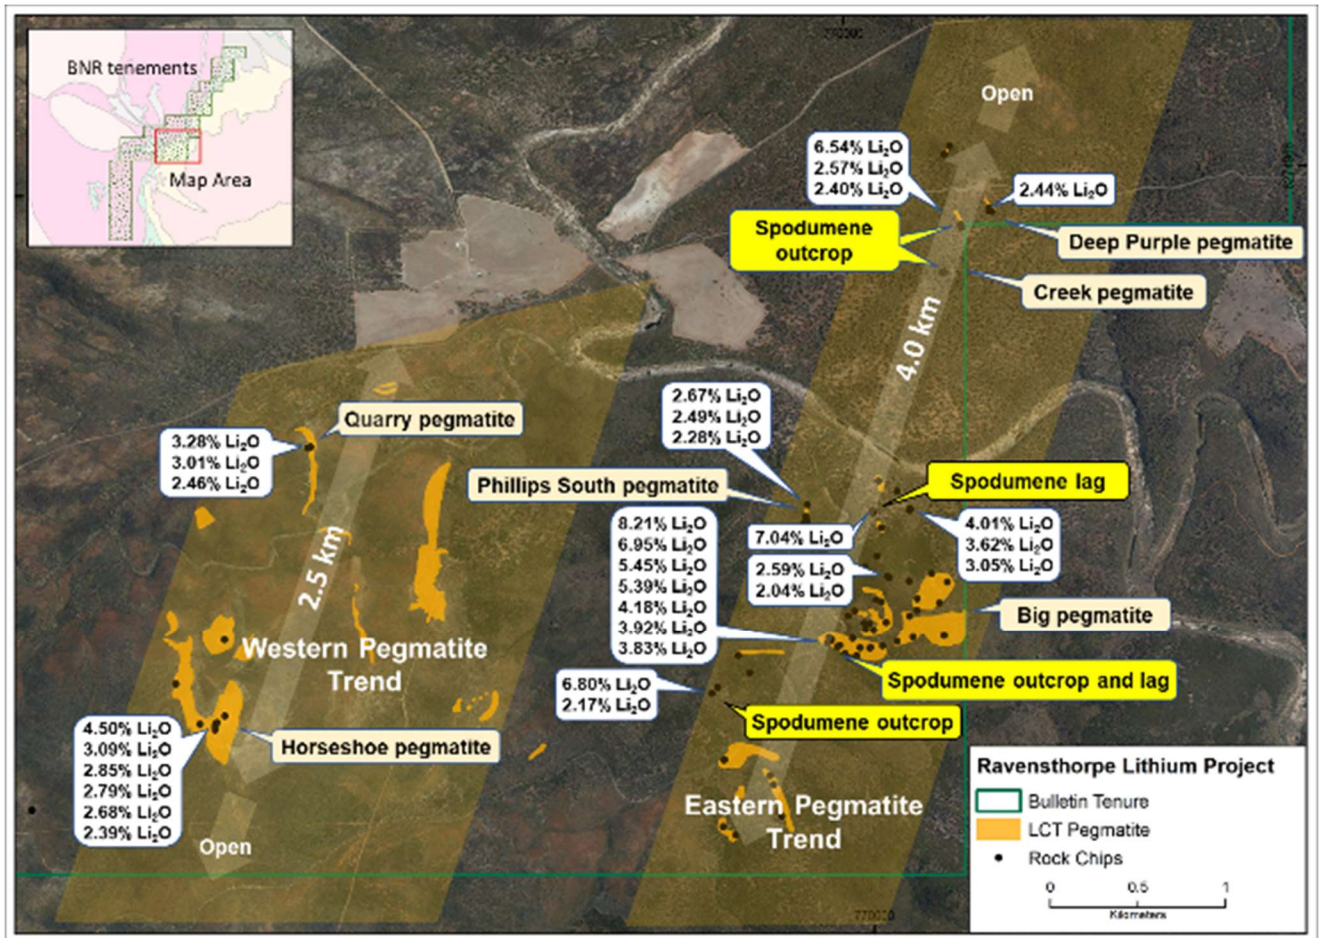 770000
BNR tenements
Map Area
Open
6.54% Li₂O
2.57% Li₂O
2.40% Li₂O
2.44% Li₂O
Spodumene
outcrop
Deep Purple pegmatite
Creek pegmatite
4.0 km
Quarry pegmatite
3.28% Li₂O
3.01% Li₂O
2.46% Li₂O
2.67% Li₂O
2.49% Li₂O
2.28% Li₂O
Phillips South pegmatite
Spodumene lag
8.21% Li₂O
6.95% Li₂O
5.45% Li₂O
5.39% Li₂O
4.18% Li₂O
3.92% Li₂O
3.83% Li₂O
7.04% Li₂O
2.59% Li₂O
2.04% Li₂O
4.01% Li₂O
3.62% Li₂O
3.05% Li₂O
2.5 km
Big pegmatite
Western Pegmatite
Trend
Spodumene outcrop and lag
6.80% Li₂O
2.17% Li₂O
Spodumene outcrop
4.50% Li₂O
3.09% Li₂O
2.85% Li₂O
2.79% Li₂O
2.68% Li₂O
2.39% Li₂O
Horseshoe pegmatite
Open
Eastern Pegmatite
Trend
Ravensthorpe Lithium Project
Bulletin Tenure
LCT Pegmatite
Rock Chips
0 0.5 1
Kilometers
770000